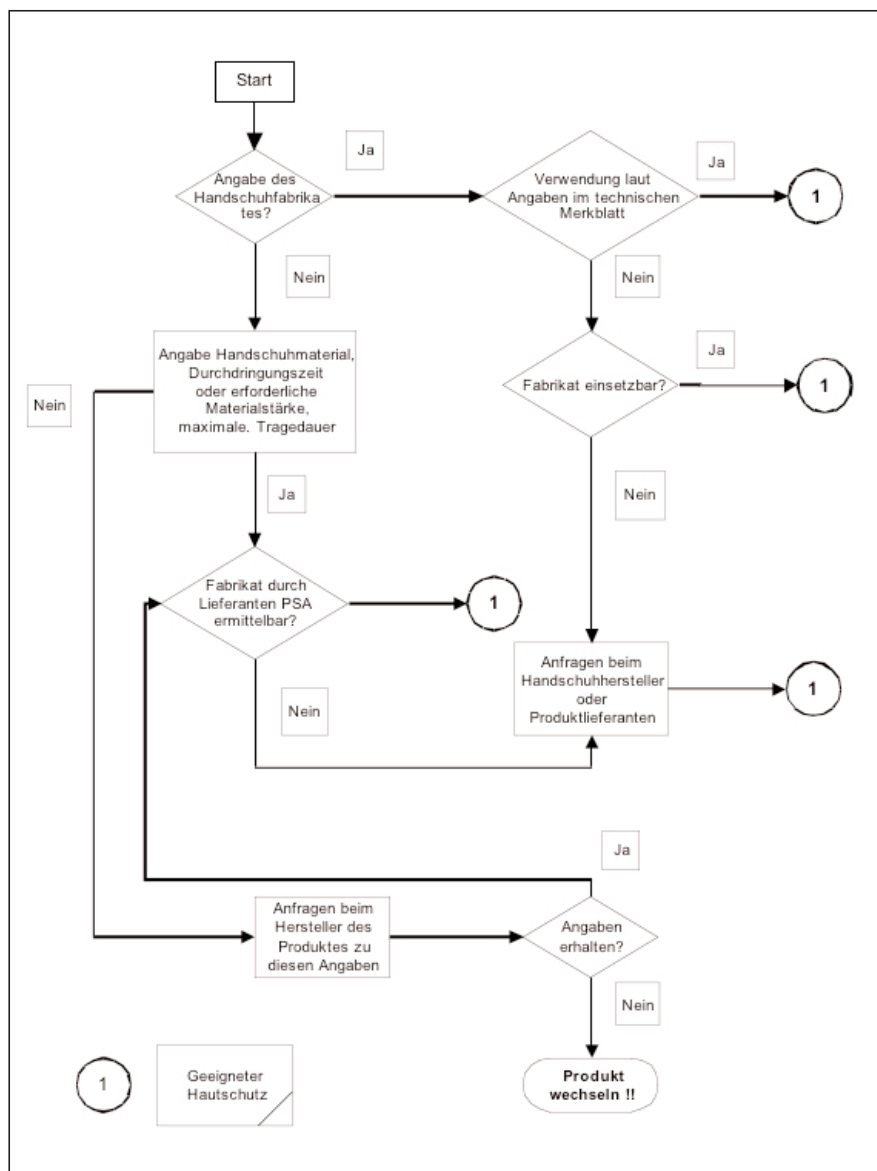 Start
Ja
Angabe des
Handschuhfabrika
tes?
Verwendung laut
Angaben im technischen
Merkblatt
Ja
1
Nein
Nein
Angabe Handschuhmaterial,
Durchdringungszeit
oder erforderliche
Materialstärke,
maximale. Tragedauer
Nein
Ja
Fabrikat einsetzbar?
1
Ja
Nein
Fabrikat durch
Lieferanten PSA
ermittelbar?
1
Nein
Anfragen beim
Handschuhhersteller
oder
Produktlieferanten
1
Ja
Anfragen beim
Hersteller des
Produktes zu
diesen Angaben
Angaben
erhalten?
Nein
1
Geeigneter
Hautschutz
Produkt
wechseln !!